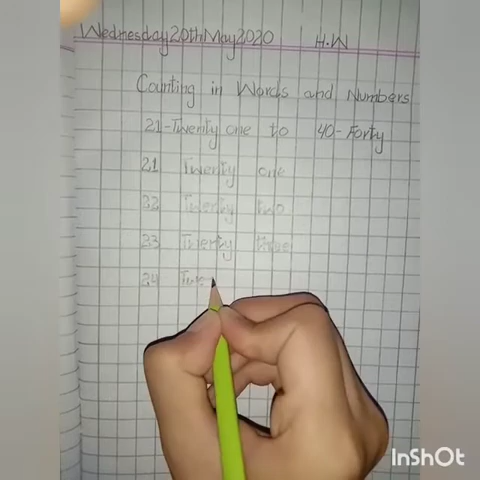 Wednesday 20th May 2020 H.W
Counting in Words and Numbers
21-Twenty one to 40-Forty
21 Twenty one
22 Twenty two
23 Twenty three
24 Twe
InShOt